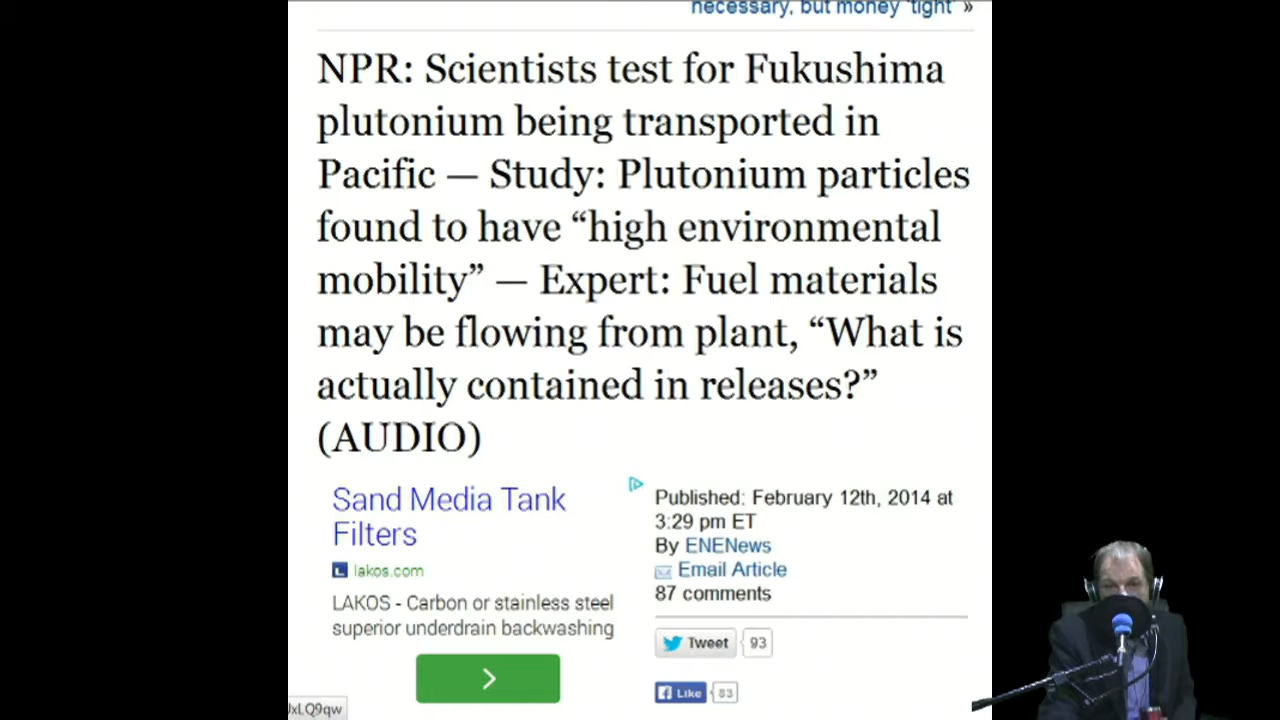 necessary, but money 'tight' »
NPR: Scientists test for Fukushima
plutonium being transported in
Pacific — Study: Plutonium particles
found to have “high environmental
mobility” — Expert: Fuel materials
may be flowing from plant, “What is
actually contained in releases?”
(AUDIO)
Sand Media Tank
Filters
lakos.com
LAKOS - Carbon or stainless steel
superior underdrain backwashing
Published: February 12th, 2014 at
3:29 pm ET
By ENENews
Email Article
87 comments
Tweet 93
Like 83